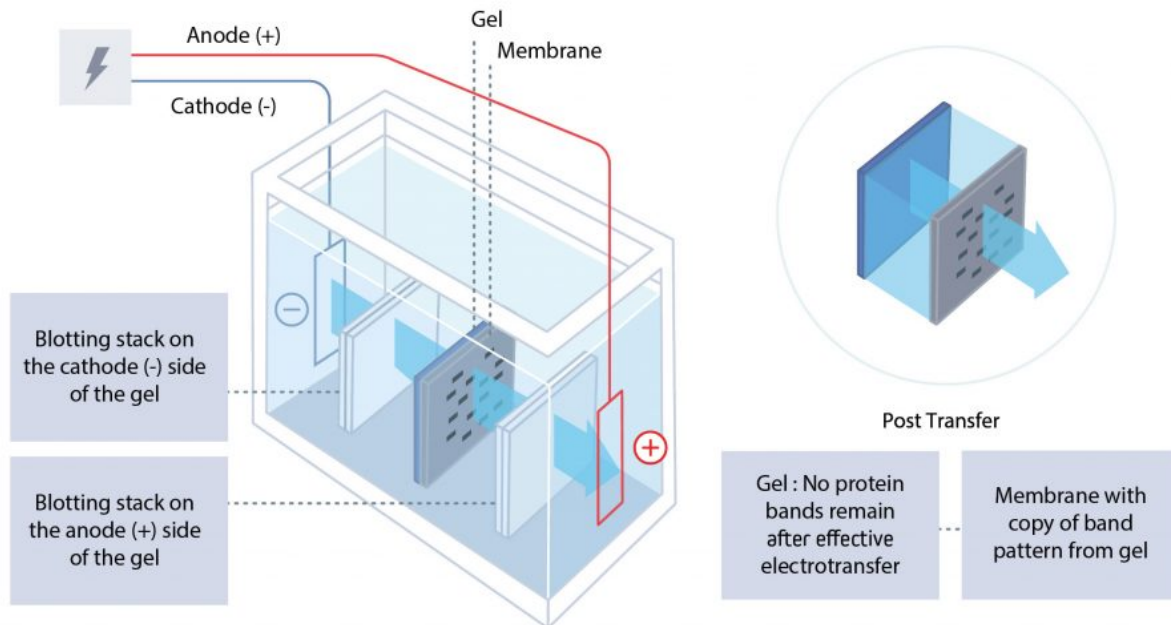 Gel
Anode (+)
Membrane
Cathode (-)
Blotting stack on
the cathode (-) side
of the gel
Blotting stack on
the anode (+) side
of the gel
Post Transfer
Gel : No protein
bands remain
after effective
electrotransfer
Membrane with
copy of band
pattern from gel